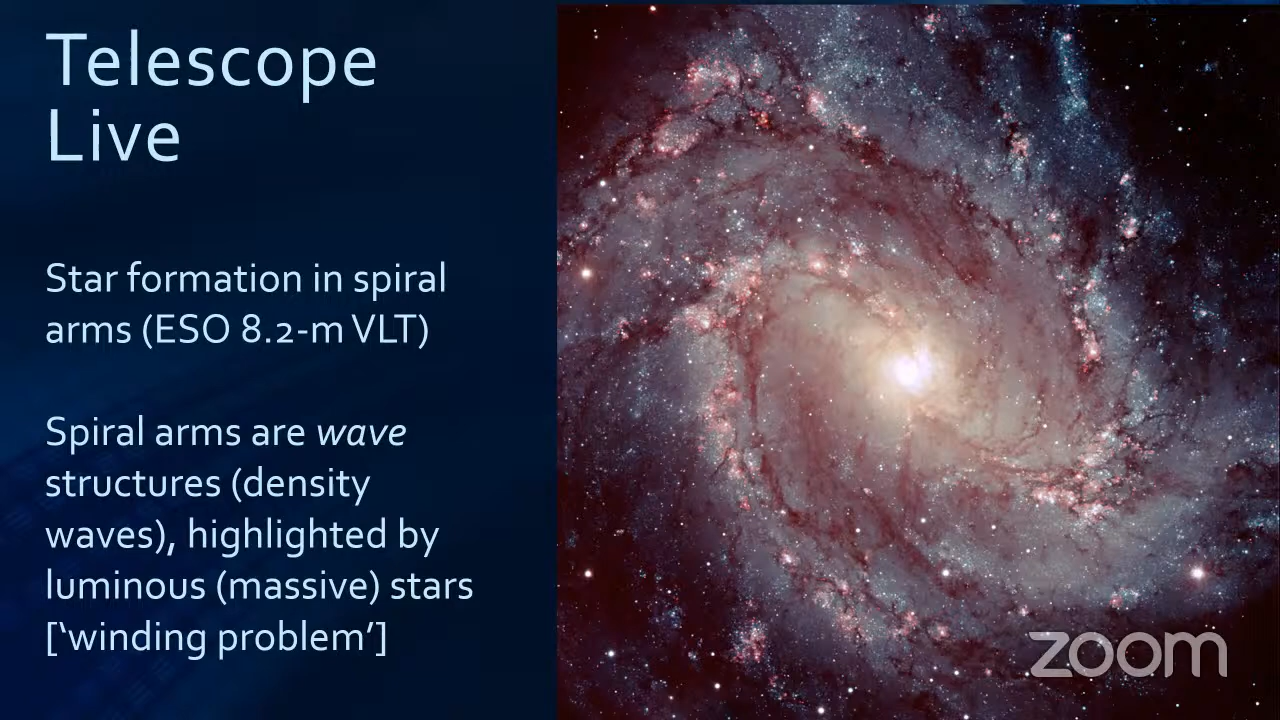 Telescope
Live
Star formation in spiral
arms (ESO 8.2-m VLT)
Spiral arms are wave
structures (density
waves), highlighted by
luminous (massive) stars
[‘winding problem’]
zoom